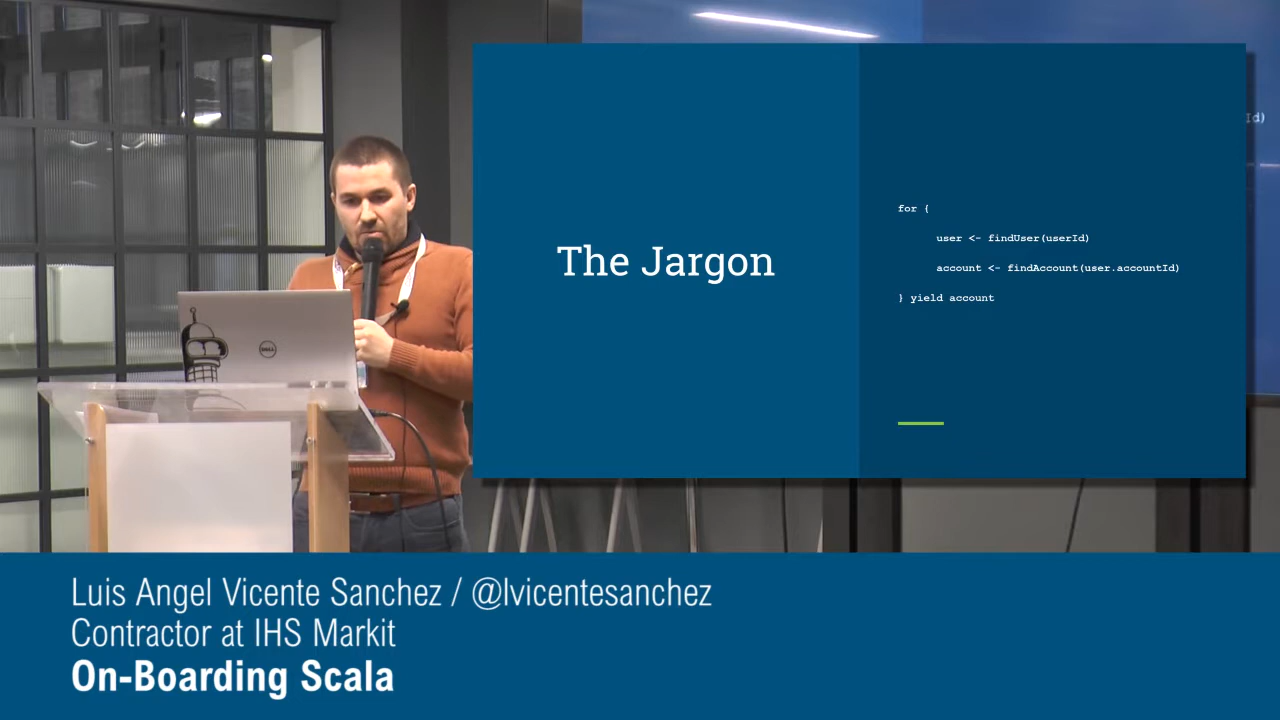 The Jargon
for {
user <- findUser(userId)
account <- findAccount(user.accountId)
} yield account
Id)
DELL
Luis Angel Vicente Sanchez / @lvicentesanchez
Contractor at IHS Markit
On-Boarding Scala